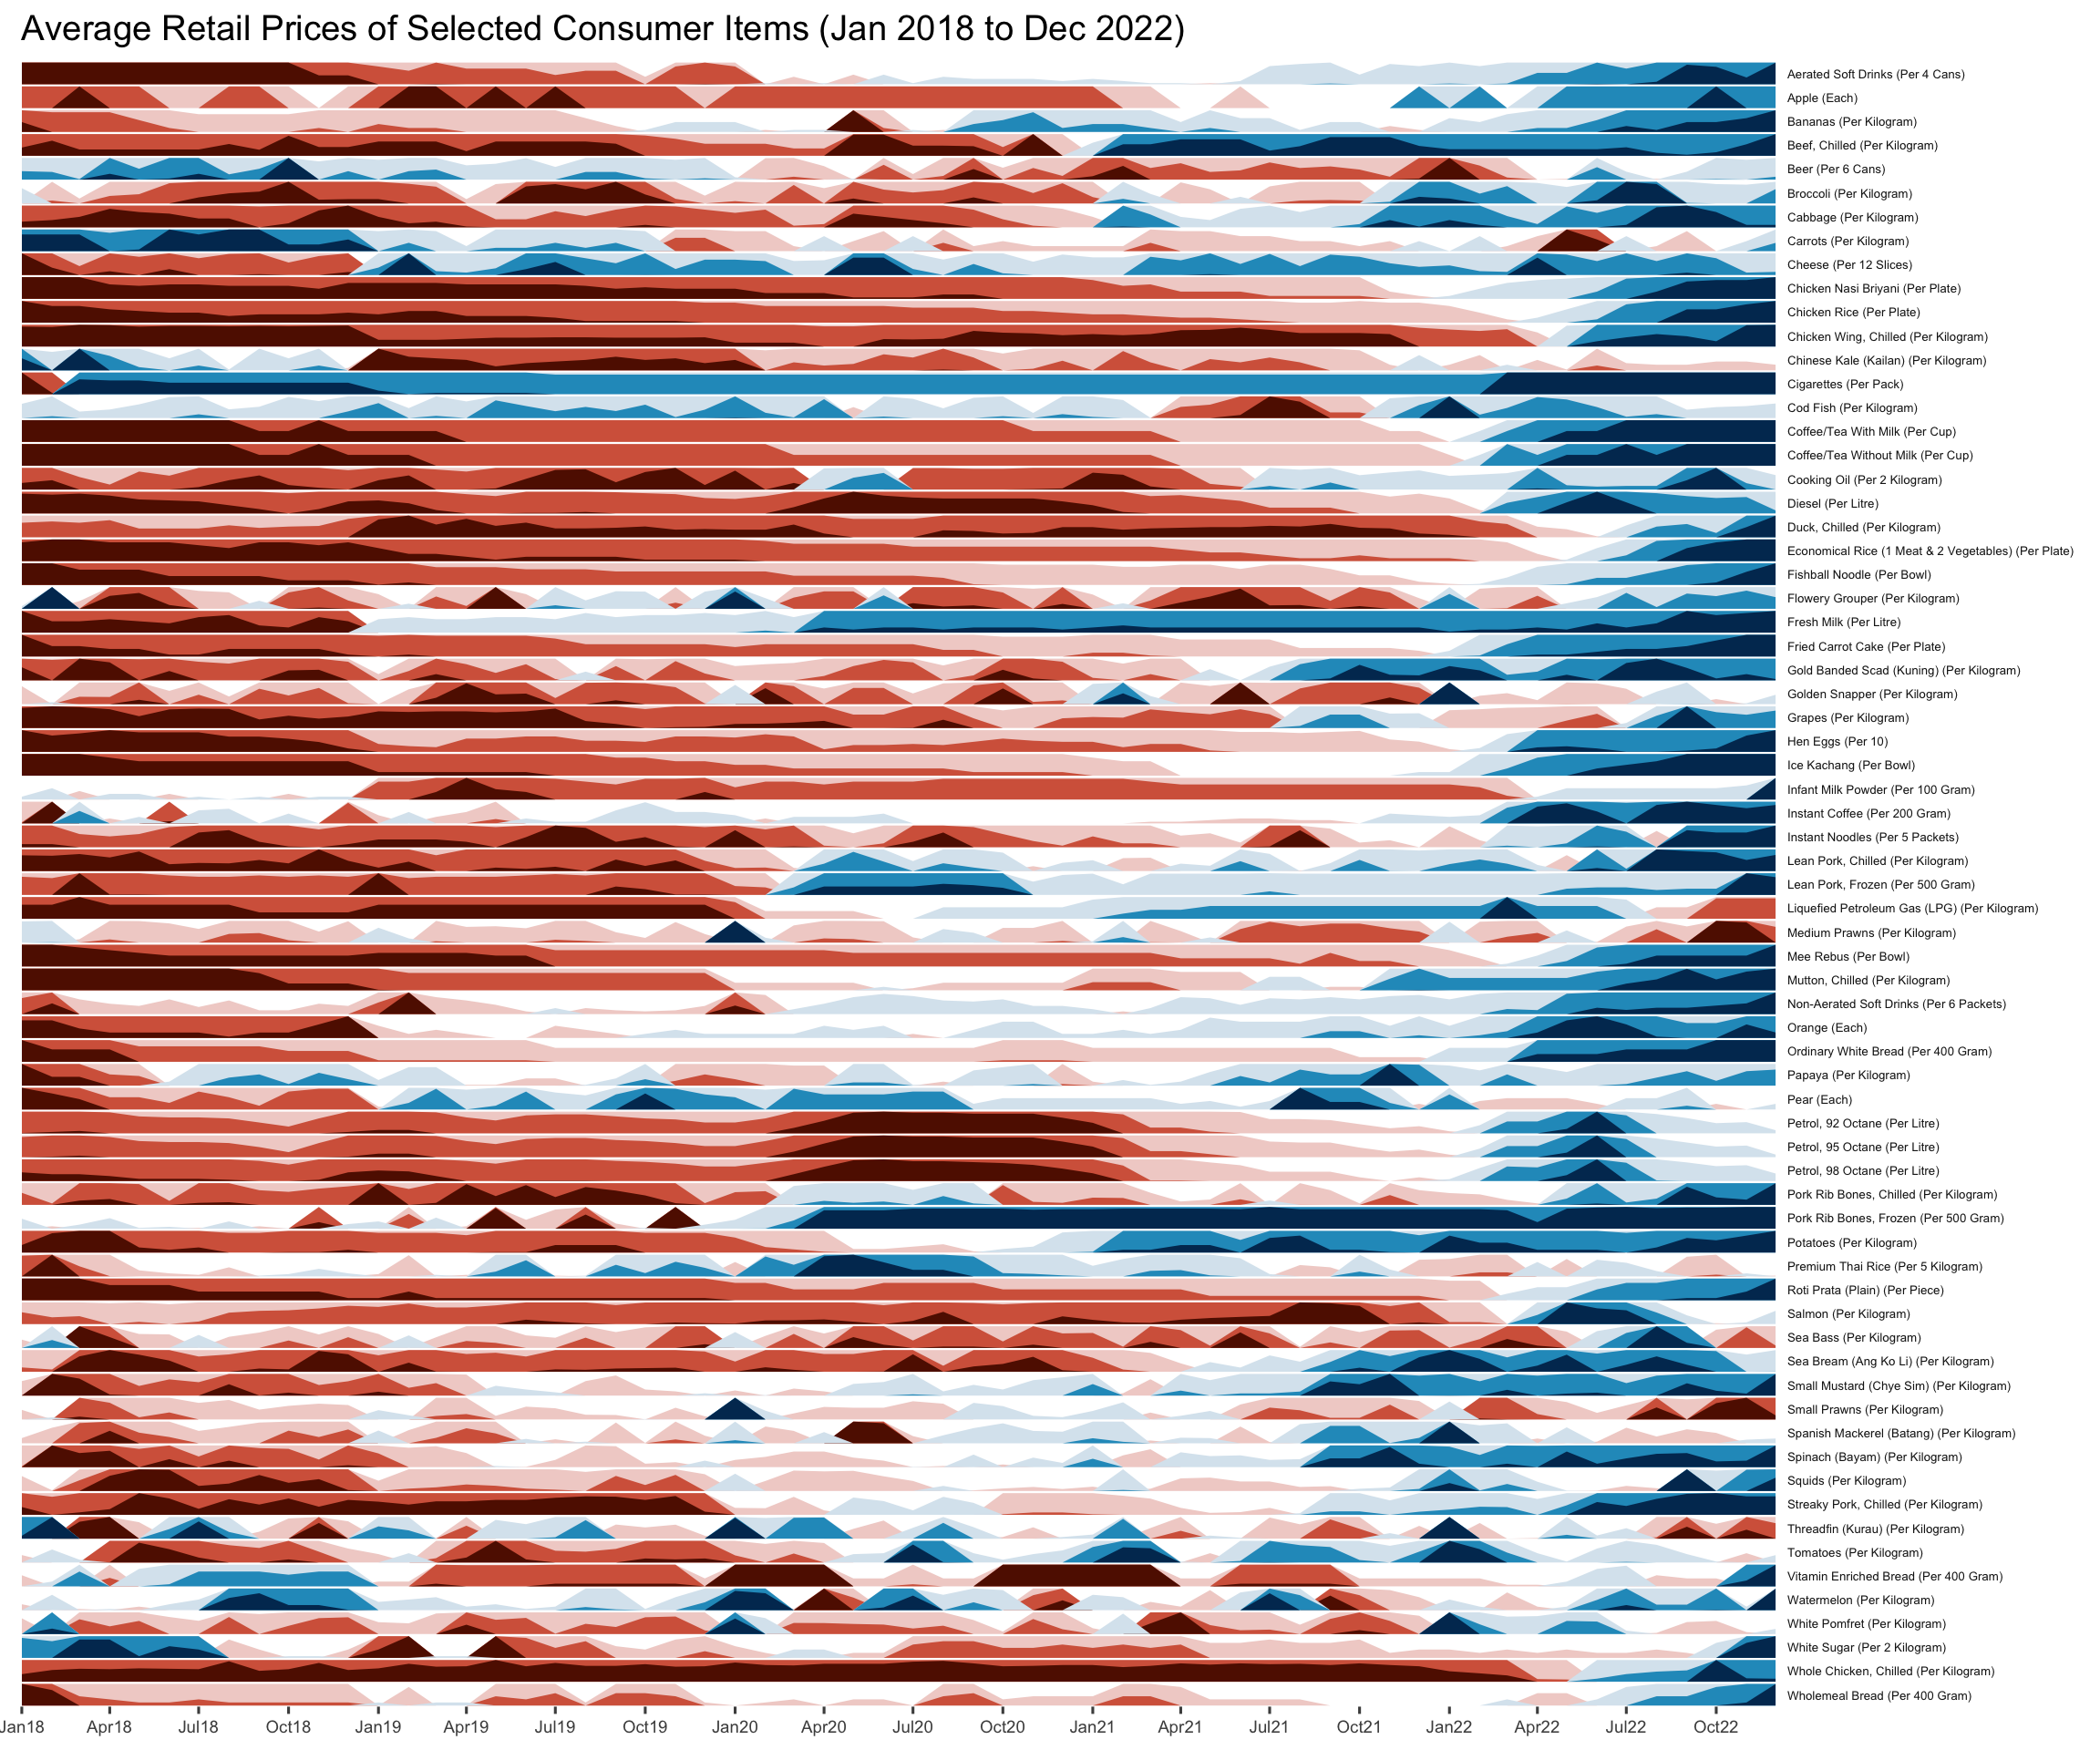 Average Retail Prices of Selected Consumer Items (Jan 2018 to Dec 2022)
Aerated Soft Drinks (Per 4 Cans)
Apple (Each)
Bananas (Per Kilogram)
Beef, Chilled (Per Kilogram)
Beer (Per 6 Cans)
Broccoli (Per Kilogram)
Cabbage (Per Kilogram)
Carrots (Per Kilogram)
Cheese (Per 12 Slices)
Chicken Nasi Briyani (Per Plate)
Chicken Rice (Per Plate)
Chicken Wing, Chilled (Per Kilogram)
Chinese Kale (Kailan) (Per Kilogram)
Cigarettes (Per Pack)
Cod Fish (Per Kilogram)
Coffee/Tea With Milk (Per Cup)
Coffee/Tea Without Milk (Per Cup)
Cooking Oil (Per 2 Kilogram)
Diesel (Per Litre)
Duck, Chilled (Per Kilogram)
Economical Rice (1 Meat & 2 Vegetables) (Per Plate)
Fishball Noodle (Per Bowl)
Flowery Grouper (Per Kilogram)
Fresh Milk (Per Litre)
Fried Carrot Cake (Per Plate)
Gold Banded Scad (Kuning) (Per Kilogram)
Golden Snapper (Per Kilogram)
Grapes (Per Kilogram)
Hen Eggs (Per 10)
Ice Kachang (Per Bowl)
Infant Milk Powder (Per 100 Gram)
Instant Coffee (Per 200 Gram)
Instant Noodles (Per 5 Packets)
Lean Pork, Chilled (Per Kilogram)
Lean Pork, Frozen (Per 500 Gram)
Liquefied Petroleum Gas (LPG) (Per Kilogram)
Medium Prawns (Per Kilogram)
Mee Rebus (Per Bowl)
Mutton, Chilled (Per Kilogram)
Non-Aerated Soft Drinks (Per 6 Packets)
Orange (Each)
Ordinary White Bread (Per 400 Gram)
Papaya (Per Kilogram)
Pear (Each)
Petrol, 92 Octane (Per Litre)
Petrol, 95 Octane (Per Litre)
Petrol, 98 Octane (Per Litre)
Pork Rib Bones, Chilled (Per Kilogram)
Pork Rib Bones, Frozen (Per 500 Gram)
Potatoes (Per Kilogram)
Premium Thai Rice (Per 5 Kilogram)
Roti Prata (Plain) (Per Piece)
Salmon (Per Kilogram)
Sea Bass (Per Kilogram)
Sea Bream (Ang Ko Li) (Per Kilogram)
Small Mustard (Chye Sim) (Per Kilogram)
Small Prawns (Per Kilogram)
Spanish Mackerel (Batang) (Per Kilogram)
Spinach (Bayam) (Per Kilogram)
Squids (Per Kilogram)
Streaky Pork, Chilled (Per Kilogram)
Threadfin (Kurau) (Per Kilogram)
Tomatoes (Per Kilogram)
Vitamin Enriched Bread (Per 400 Gram)
Watermelon (Per Kilogram)
White Pomfret (Per Kilogram)
White Sugar (Per 2 Kilogram)
Whole Chicken, Chilled (Per Kilogram)
Wholemeal Bread (Per 400 Gram)
Jan18 Apr18 Jul18 Oct18 Jan19 Apr19 Jul19 Oct19 Jan20 Apr20 Jul20 Oct20 Jan21 Apr21 Jul21 Oct21 Jan22 Apr22 Jul22 Oct22